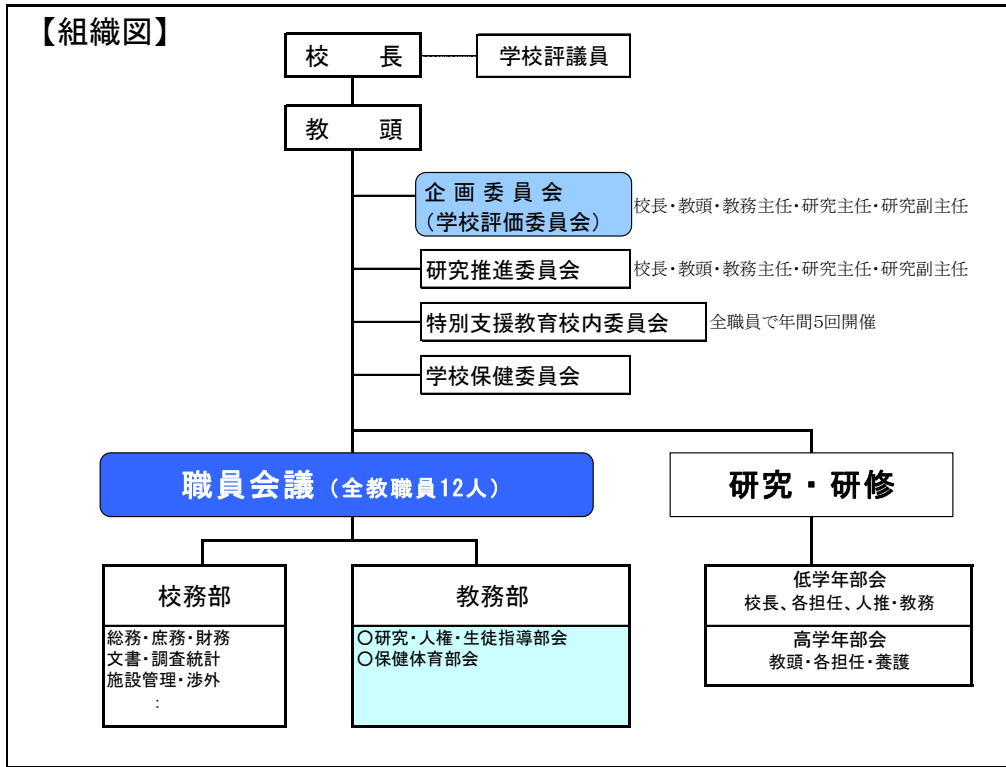 【組織図】
校　　長
学校評議員
教　　頭
企 画 委 員 会
(学校評価委員会)
校長・教頭・教務主任・研究主任・研究副主任
研究推進委員会
校長・教頭・教務主任・研究主任・研究副主任
特別支援教育校内委員会
全職員で年間5回開催
学校保健委員会
職員会議（全教職員12人）
研究・研修
校務部
総務・庶務・財務
文書・調査統計
施設管理・渉外
：
教務部
○研究・人権・生徒指導部会
○保健体育部会
低学年部会
校長、各担任、人推・教務
高学年部会
教頭・各担任・養護